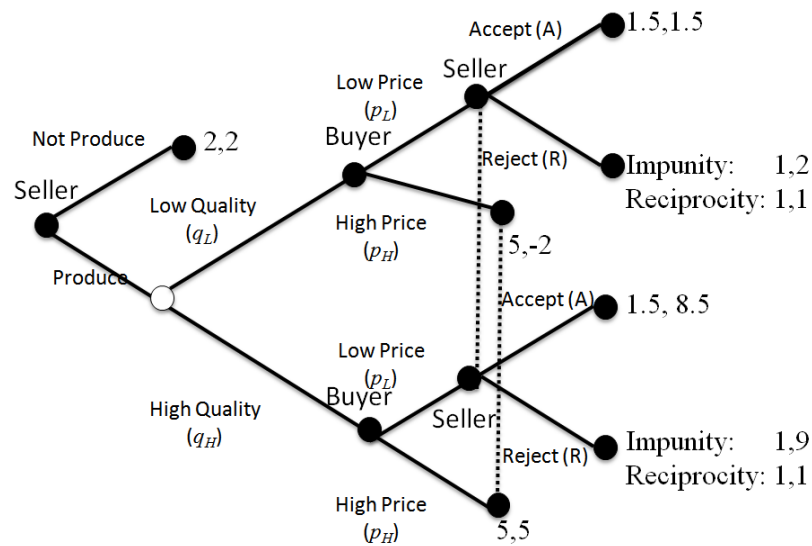 Accept (A)
1.5,1.5
Seller
Low Price
(pL)
Not Produce
2,2
Buyer
Reject (R)
Impunity: 1,2
Reciprocity: 1,1
Seller
Low Quality
(qL)
High Price
(pH)
5,-2
Produce
Accept (A)
1.5, 8.5
Low Price
(pL)
Buyer
Seller
High Quality
(qH)
Reject (R)
Impunity: 1,9
Reciprocity: 1,1
High Price
(pH)
5,5